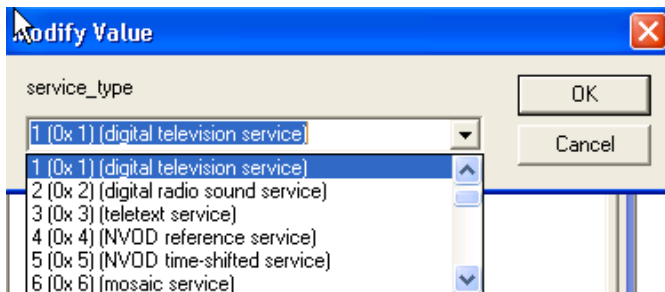 Modify Value
service_type
OK
1 (0x 1) (digital television service)
Cancel
1 (0x 1) (digital television service)
2 (0x 2) (digital radio sound service)
3 (0x 3) (teletext service)
4 (0x 4) (NVOD reference service)
5 (0x 5) (NVOD time-shifted service)
6 (0x 6) (mosaic service)